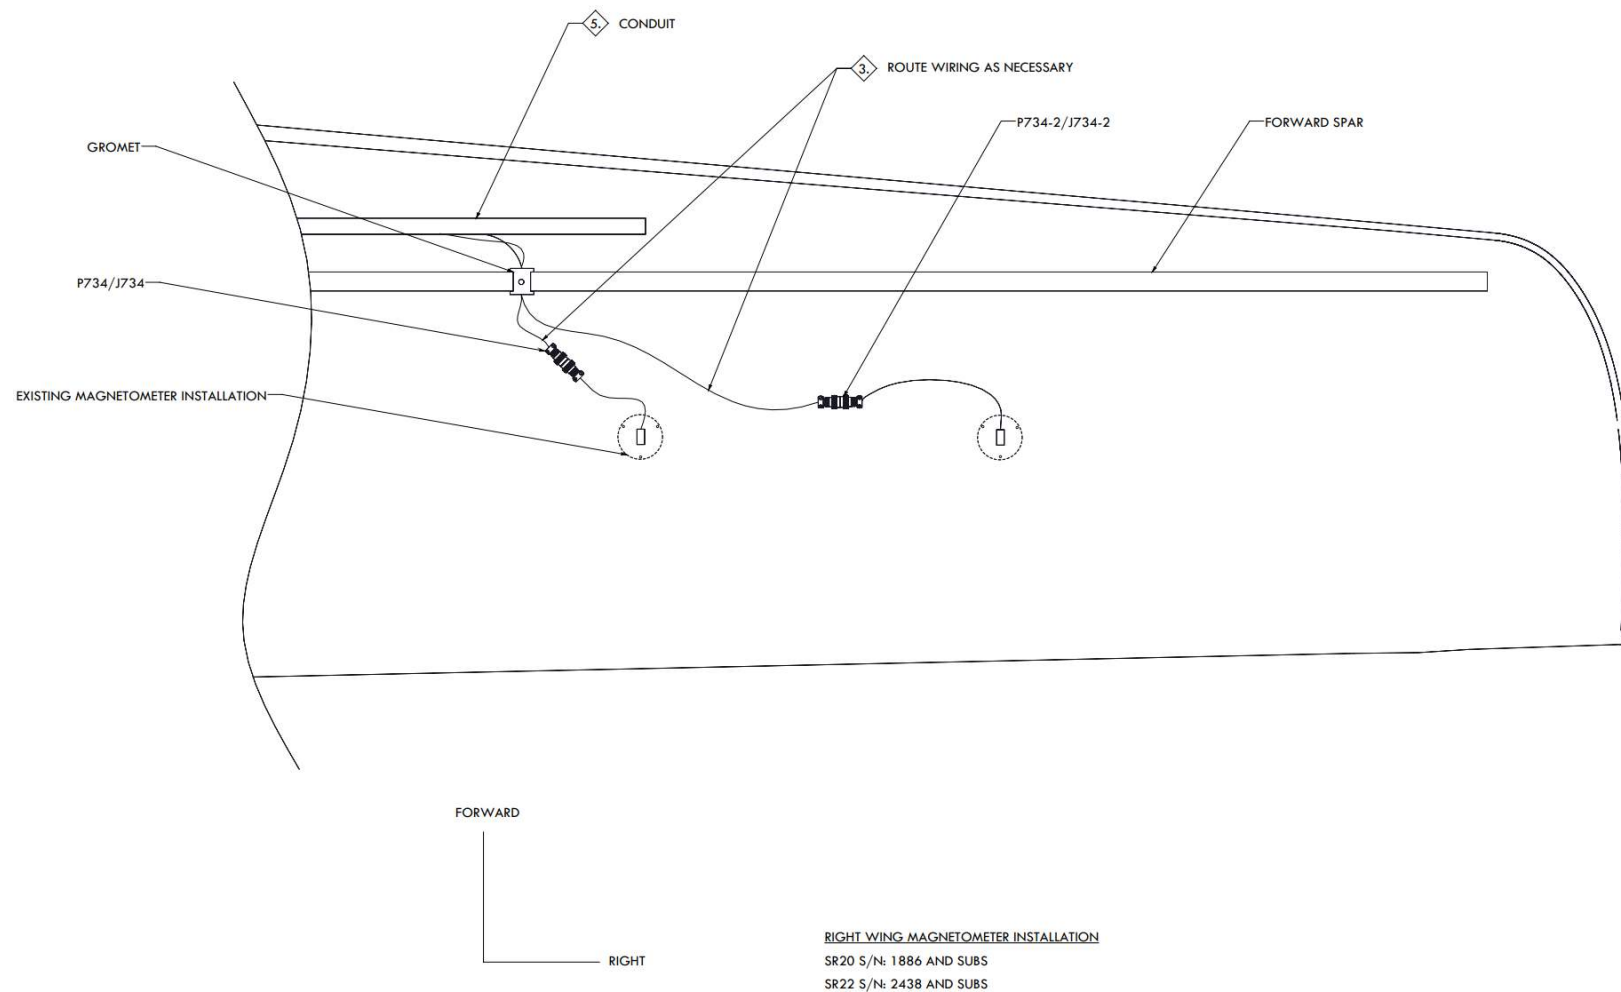 5. CONDUIT
3. ROUTE WIRING AS NECESSARY
P734-2/J734-2
FORWARD SPAR
GROMET
P734/J734
EXISTING MAGNETOMETER INSTALLATION
FORWARD
RIGHT
RIGHT WING MAGNETOMETER INSTALLATION
SR20 S/N: 1886 AND SUBS
SR22 S/N: 2438 AND SUBS